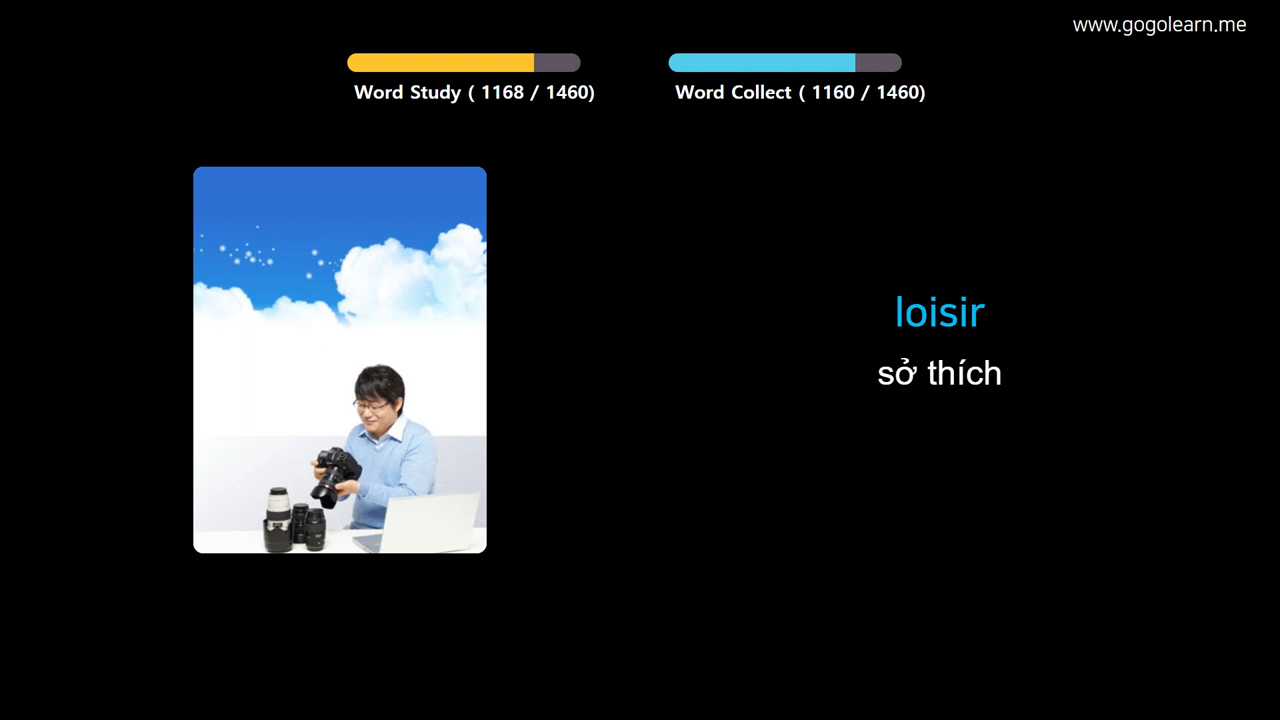 www.gogolearn.me
Word Study ( 1168 / 1460)
Word Collect ( 1160 / 1460)
loisir
sở thích